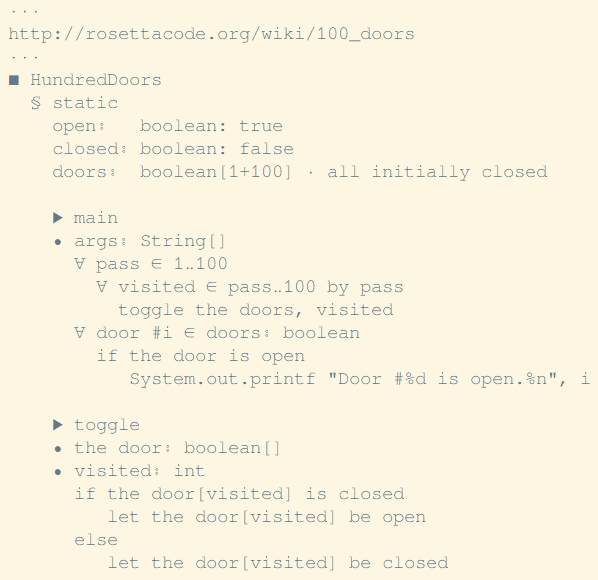 ...
http://rosettacode.org/wiki/100_doors
...
■ HundredDoors
§ static
open⦂ boolean: true
closed⦂ boolean: false
doors⦂ boolean[1+100] · all initially closed
▶ main
• args⦂ String[]
∀ pass ∈ 1‥100
∀ visited ∈ pass‥100 by pass
toggle the doors, visited
∀ door #i ∈ doors⦂ boolean
if the door is open
System.out.printf "Door #%d is open.%n", i
▶ toggle
• the door⦂ boolean[]
• visited⦂ int
if the door[visited] is closed
let the door[visited] be open
else
let the door[visited] be closed